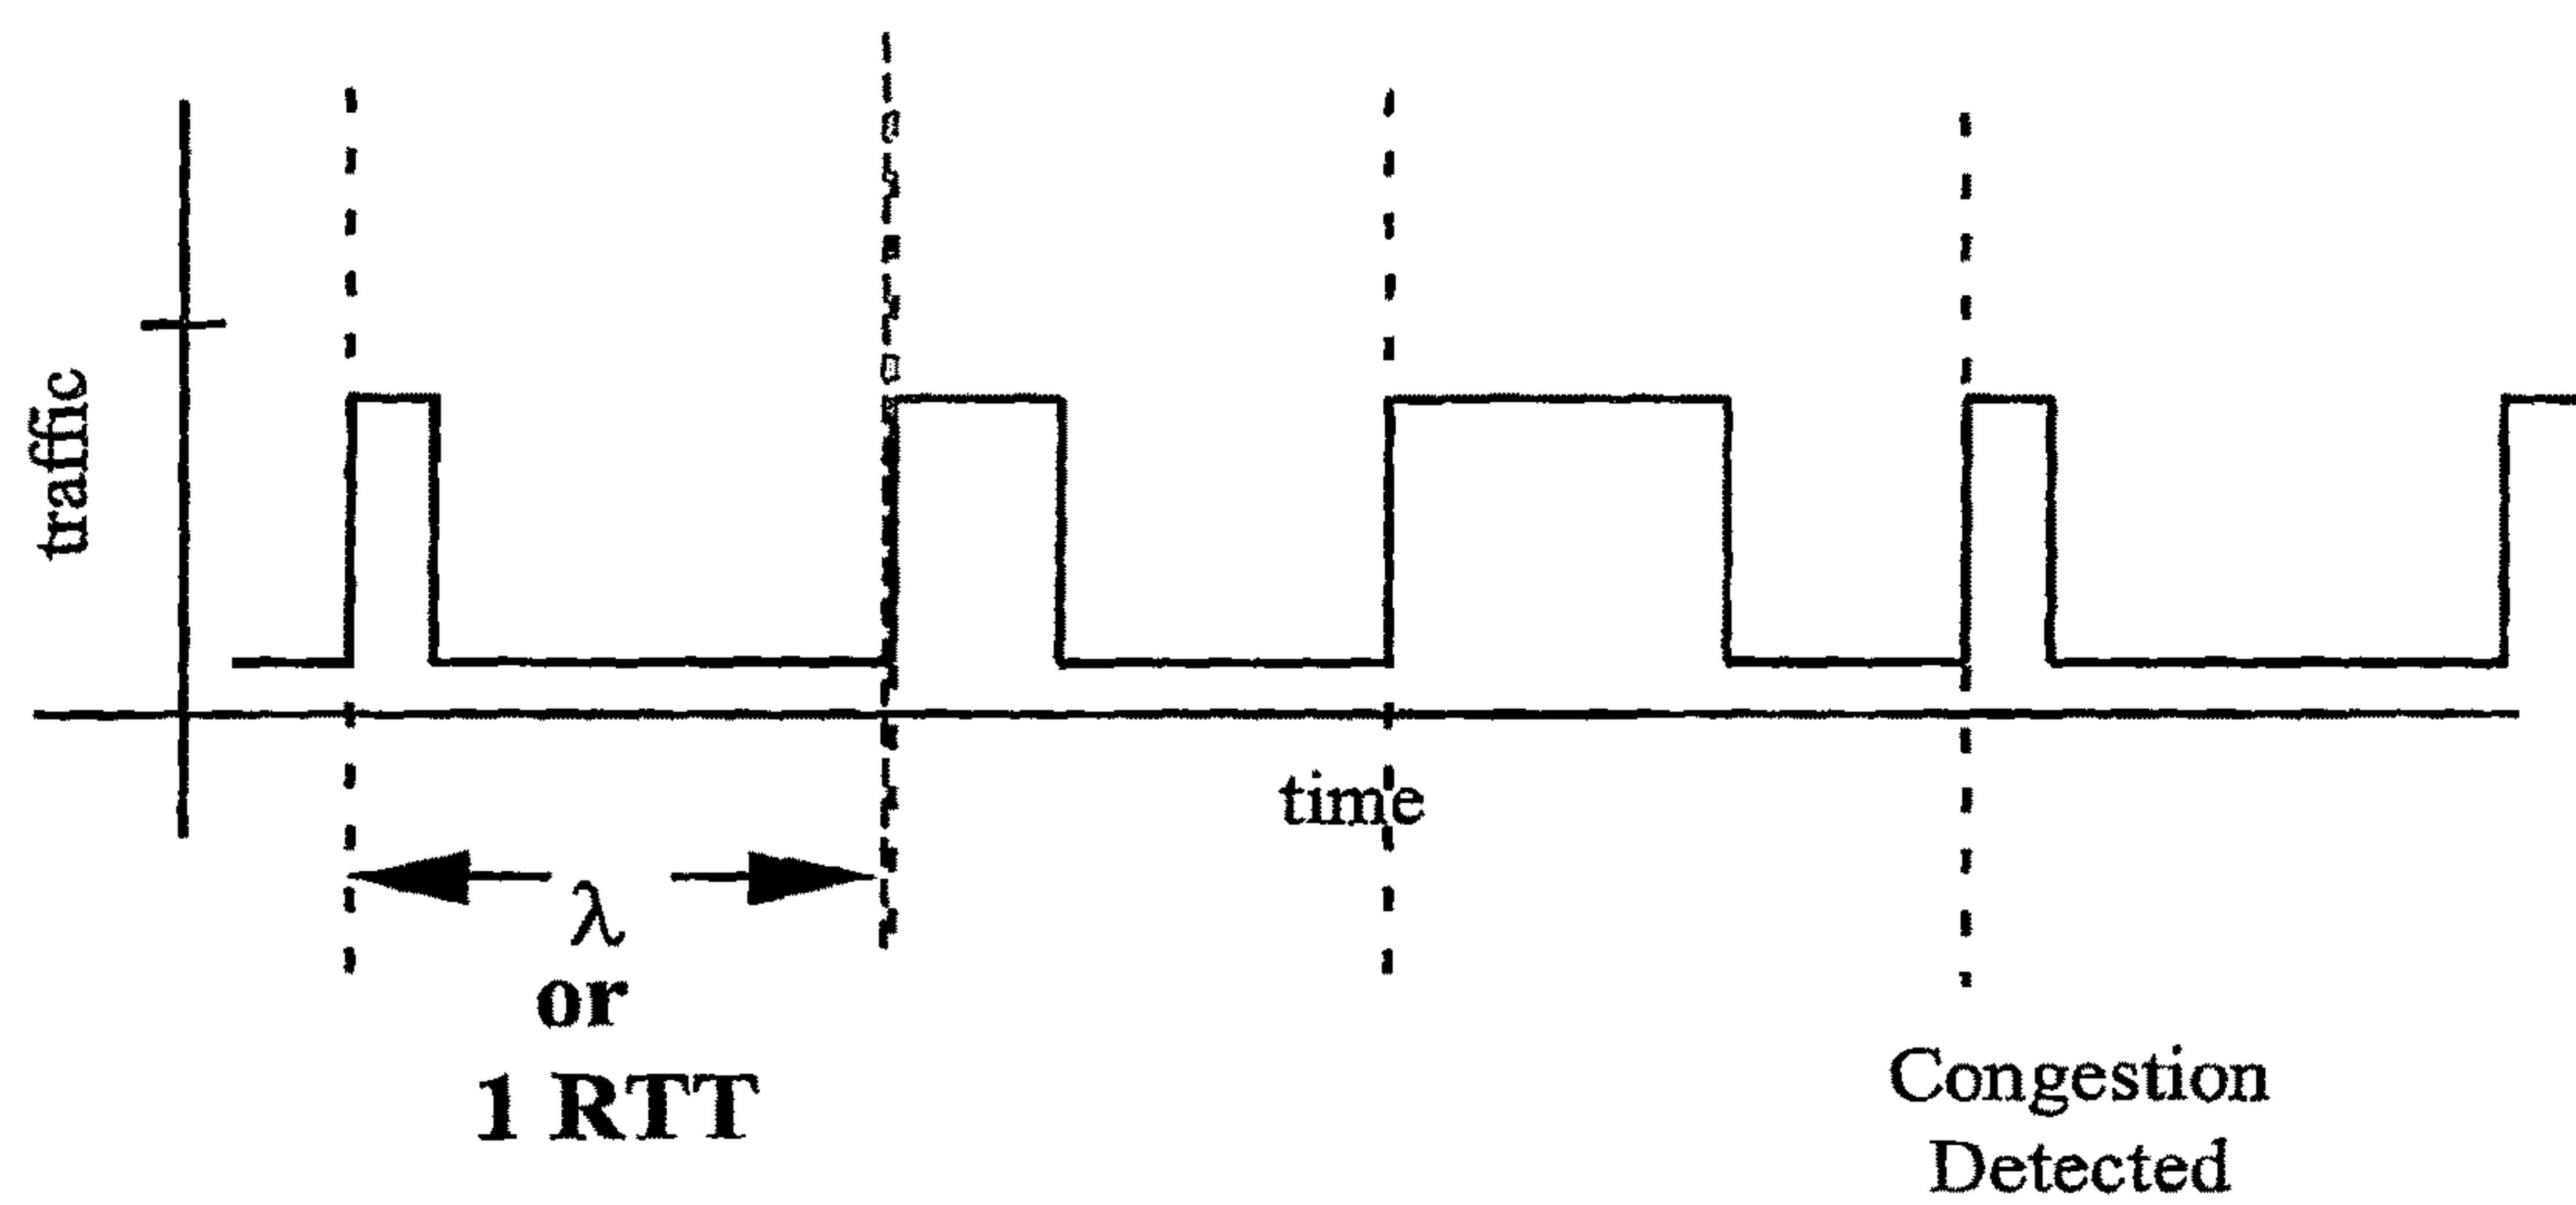 traffic
time
λ
or
1 RTT
Congestion
Detected